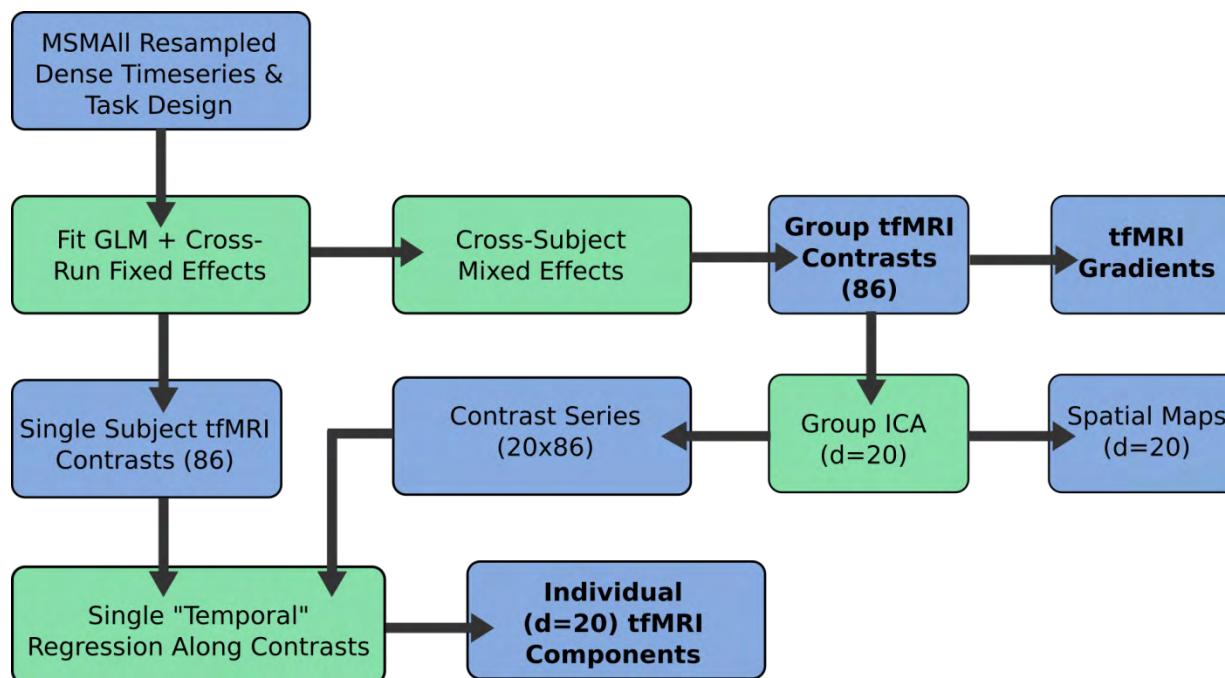 MSMAll Resampled
Dense Timeseries &
Task Design
Fit GLM + Cross-
Run Fixed Effects
Cross-Subject
Mixed Effects
Group tfMRI
Contrasts
(86)
tfMRI
Gradients
Single Subject tfMRI
Contrasts (86)
Contrast Series
(20x86)
Group ICA
(d=20)
Spatial Maps
(d=20)
Single "Temporal"
Regression Along Contrasts
Individual
(d=20) tfMRI
Components